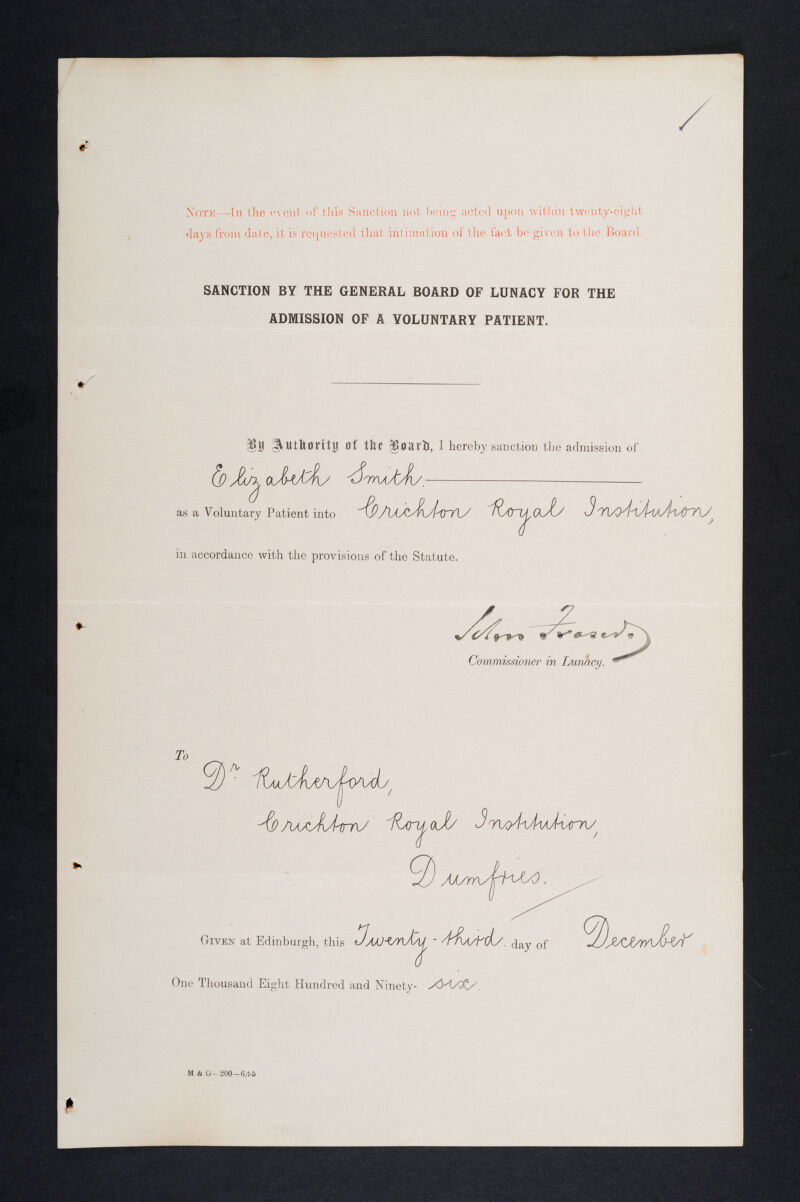 NOTE—In the event of this Sanction not being acted upon within twenty-eight
days from date, it is requested that intimation of the fact be given to the Board.
SANCTION BY THE GENERAL BOARD OF LUNACY FOR THE
ADMISSION OF A VOLUNTARY PATIENT.
By Authority of the Board, I hereby sanction the admission of
Elizabeth Smith.
as a Voluntary Patient into Crichton Royal Institution,
in accordance with the provisions of the Statute.
John Fraser
Commissioner in Lunacy.
To
Dr. Rutherford,
Crichton Royal Institution,
Dumfries.
GIVEN at Edinburgh, this Twenty-third. day of December
One Thousand Eight Hundred and Ninety- six.
M & G—200—6/95